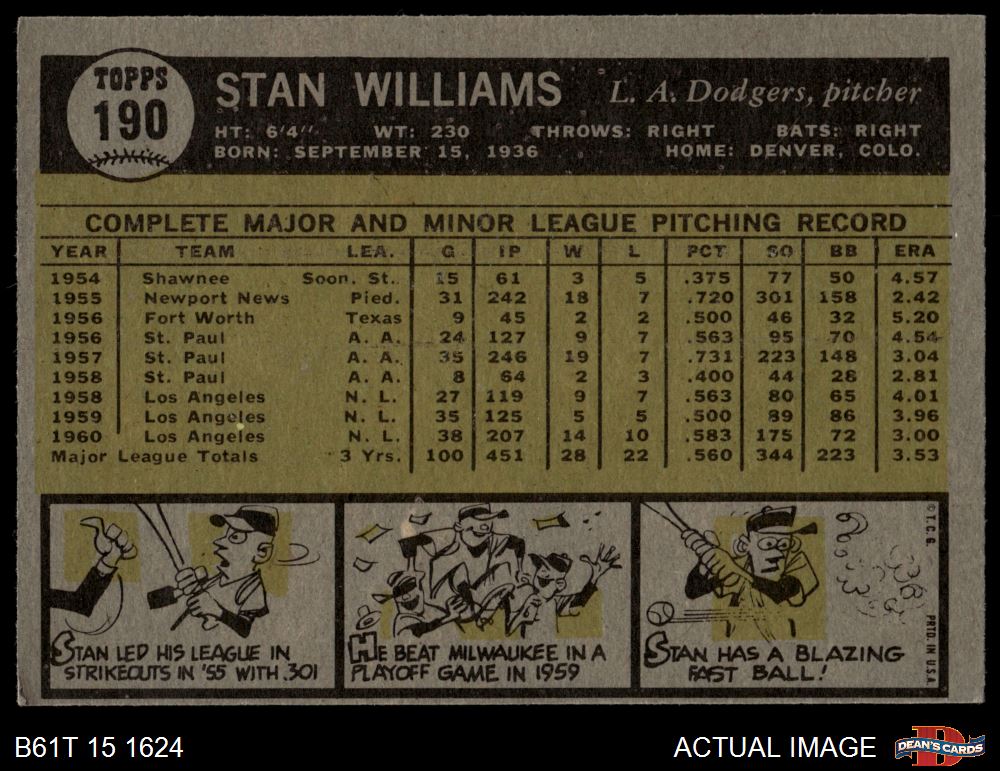 TOPPS
190
STAN WILLIAMS L. A. Dodgers, pitcher
HT: 6'4" WT: 230 THROWS: RIGHT BATS: RIGHT
BORN: SEPTEMBER 15, 1936 HOME: DENVER, COLO.
COMPLETE MAJOR AND MINOR LEAGUE PITCHING RECORD
YEAR TEAM LEA. G IP W L PCT SO BB ERA
1954 Shawnee Soon. St. 15 61 3 5 .375 77 50 4.57
1955 Newport News Pied. 31 242 18 7 .720 301 158 2.42
1956 Fort Worth Texas 9 45 2 2 .500 46 32 5.20
1956 St. Paul A. A. 24 127 9 7 .563 95 70 4.54
1957 St. Paul A. A. 35 246 19 7 .731 223 148 3.04
1958 St. Paul A. A. 8 64 2 3 .400 44 28 2.81
1958 Los Angeles N. L. 27 119 9 7 .563 80 65 4.01
1959 Los Angeles N. L. 35 125 5 5 .500 89 86 3.96
1960 Los Angeles N. L. 38 207 14 10 .583 175 72 3.00
Major League Totals 3 Yrs. 100 451 28 22 .560 344 223 3.53
STAN LED HIS LEAGUE IN
STRIKEOUTS IN '55 WITH 301
HE BEAT MILWAUKEE IN A
PLAYOFF GAME IN 1959
STAN HAS A BLAZING
FAST BALL!
© T.C.G. PRTD. IN U.S.A.
B61T 15 1624
ACTUAL IMAGE
DEAN'S CARDS